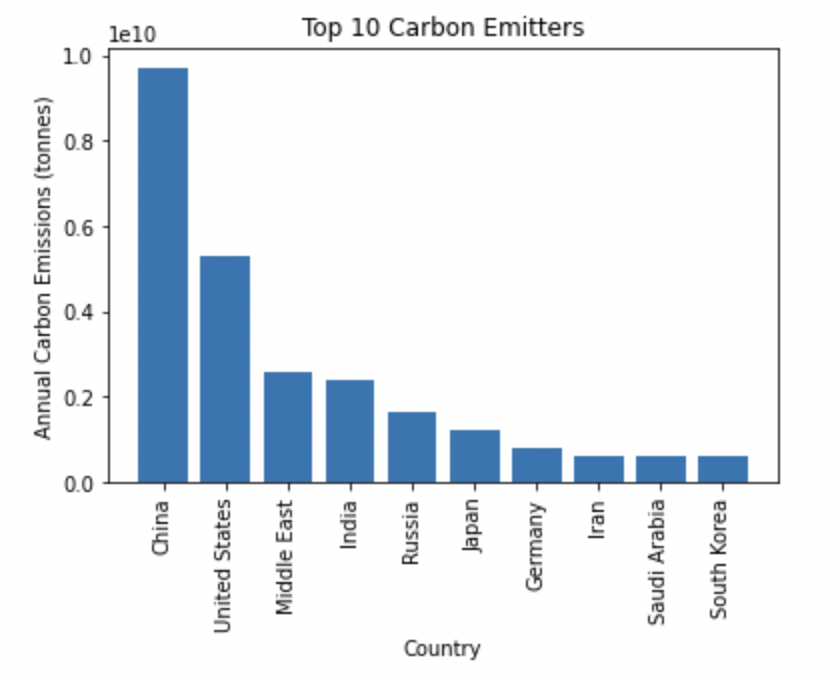 Top 10 Carbon Emitters
1e10
1.0
0.8
0.6
0.4
0.2
0.0
Annual Carbon Emissions (tonnes)
China
United States
Middle East
India
Russia
Japan
Germany
Iran
Saudi Arabia
South Korea
Country